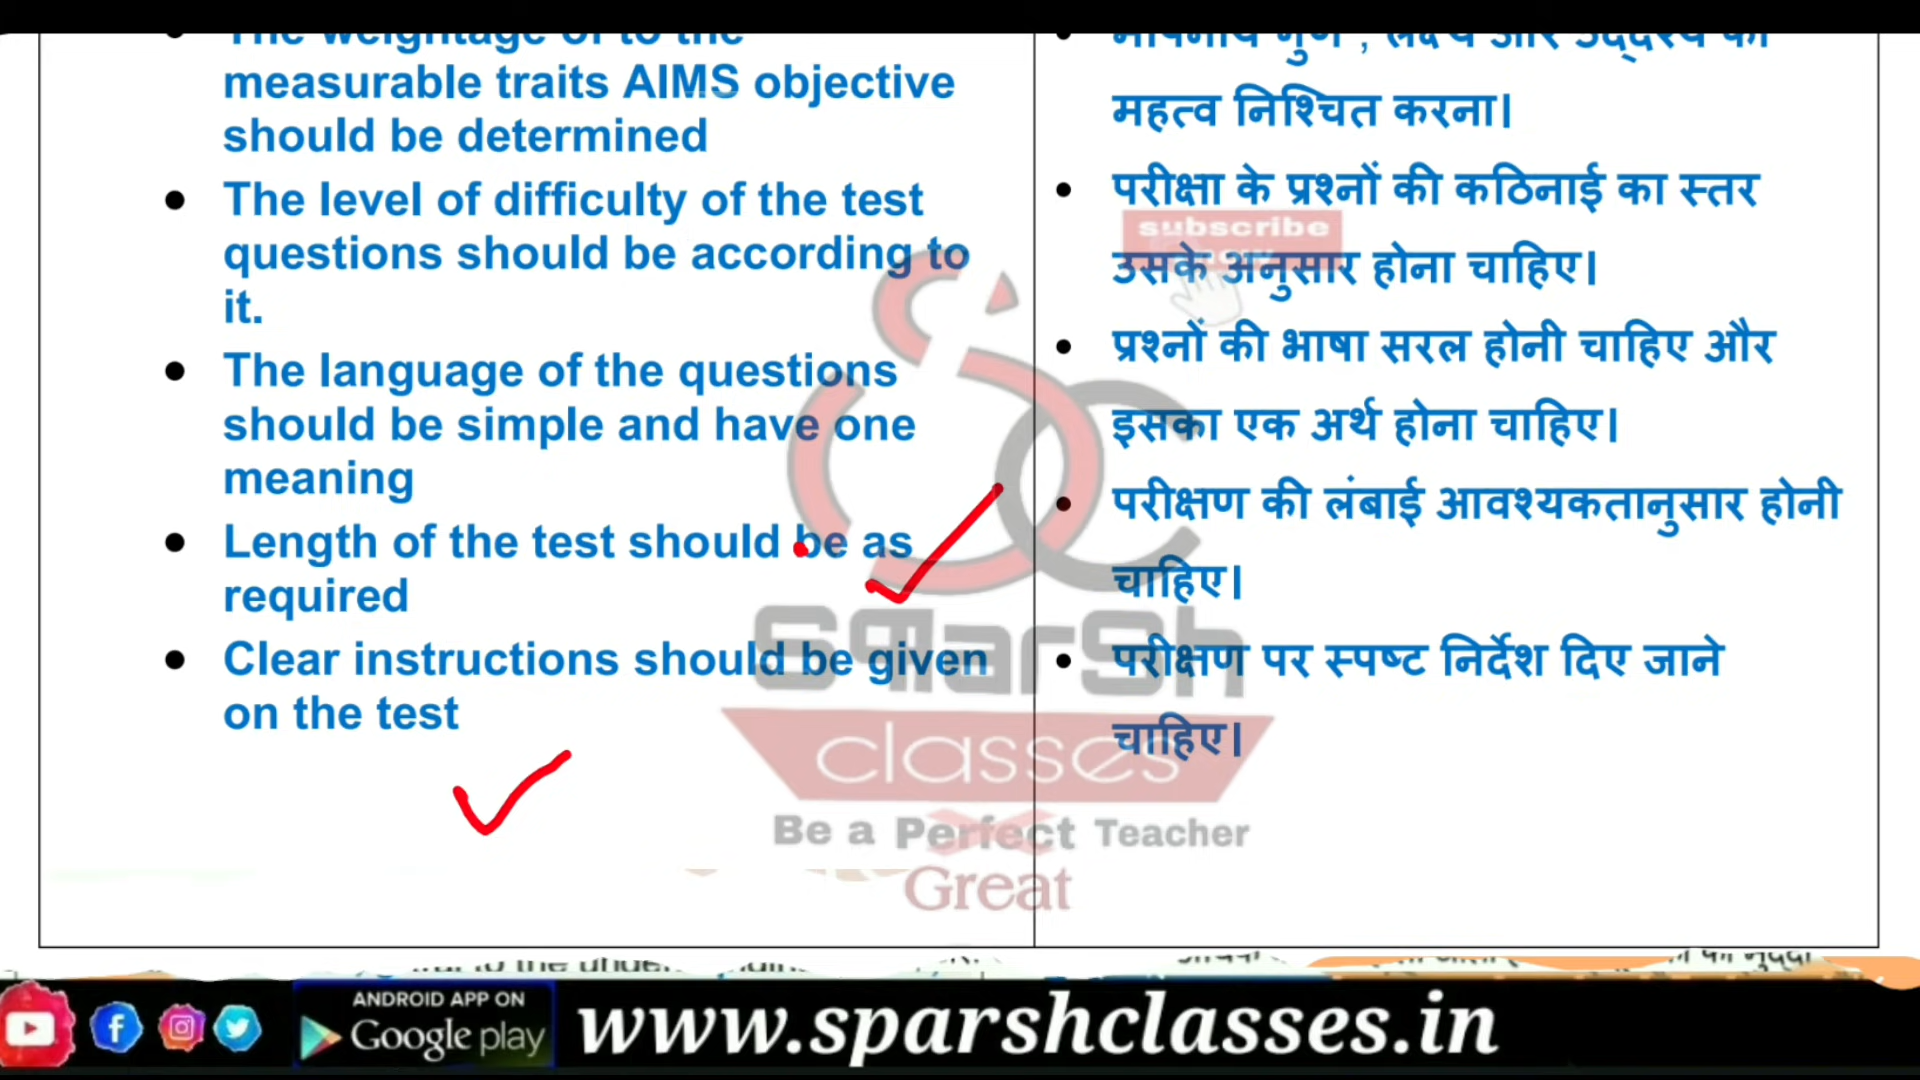 The weightage of to the
measurable traits AIMS objective
should be determined
The level of difficulty of the test
questions should be according to
it.
The language of the questions
should be simple and have one
meaning
Length of the test should be as
required
Clear instructions should be given
on the test
मापनीय गुण , लक्ष्य और उद्देश्य का
महत्व निश्चित करना।
परीक्षा के प्रश्नों की कठिनाई का स्तर
उसके अनुसार होना चाहिए।
प्रश्नों की भाषा सरल होनी चाहिए और
इसका एक अर्थ होना चाहिए।
परीक्षण की लंबाई आवश्यकतानुसार होनी
चाहिए।
परीक्षण पर स्पष्ट निर्देश दिए जाने
चाहिए।
subscribe
now
sparsh
classes
Be a Perfect Teacher
Great
ANDROID APP ON
Google play
www.sparshclasses.in